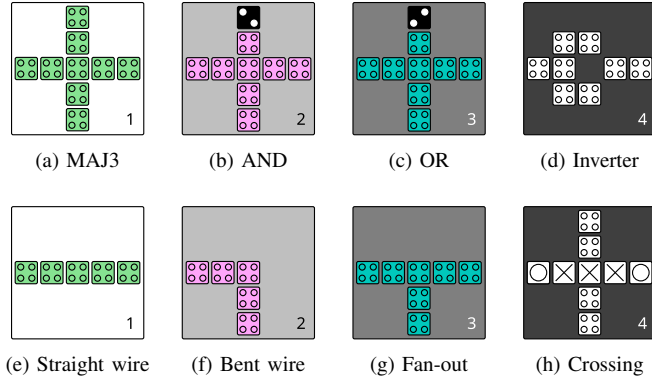 1
2
3
4
(a) MAJ3
(b) AND
(c) OR
(d) Inverter
1
2
3
4
(e) Straight wire
(f) Bent wire
(g) Fan-out
(h) Crossing